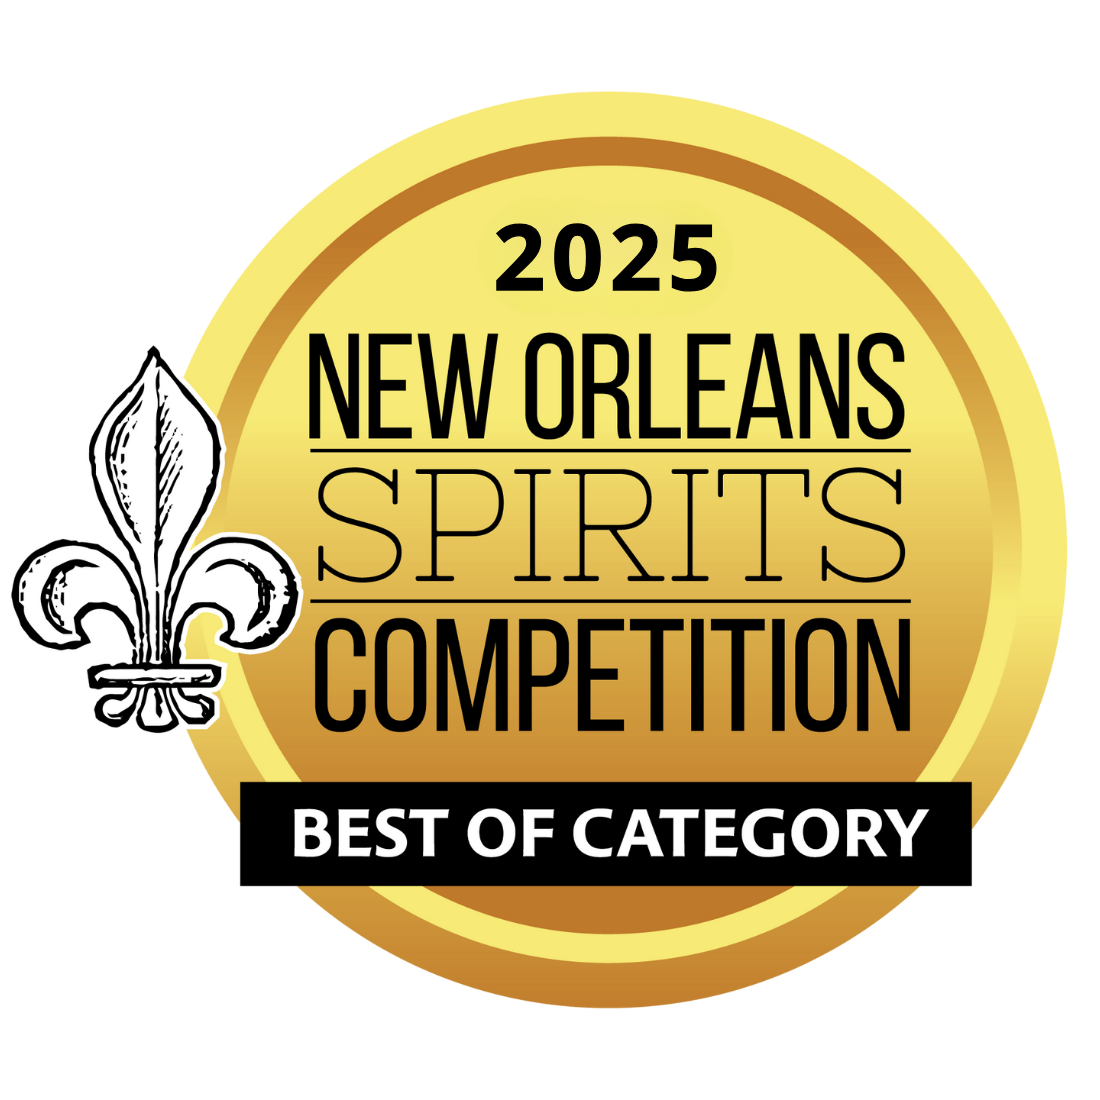 2025
NEW ORLEANS
SPIRITS
COMPETITION
BEST OF CATEGORY